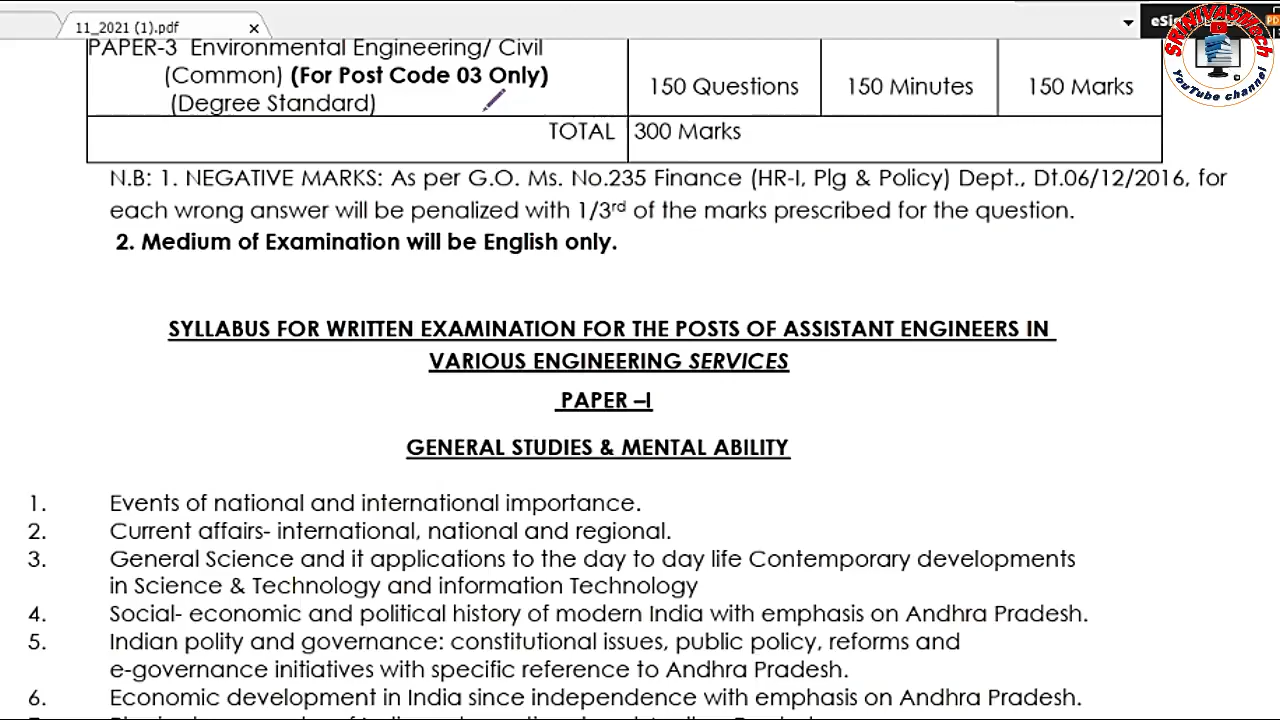 11_2021 (1).pdf
PAPER-3 Environmental Engineering/ Civil
(Common) (For Post Code 03 Only)
(Degree Standard)
150 Questions
150 Minutes
150 Marks
TOTAL
300 Marks
SRINIVASMech
YouTube channel
N.B: 1. NEGATIVE MARKS: As per G.O. Ms. No.235 Finance (HR-I, Plg & Policy) Dept., Dt.06/12/2016, for
each wrong answer will be penalized with 1/3rd of the marks prescribed for the question.
2. Medium of Examination will be English only.
SYLLABUS FOR WRITTEN EXAMINATION FOR THE POSTS OF ASSISTANT ENGINEERS IN
VARIOUS ENGINEERING SERVICES
PAPER –I
GENERAL STUDIES & MENTAL ABILITY
1. Events of national and international importance.
2. Current affairs- international, national and regional.
3. General Science and it applications to the day to day life Contemporary developments
in Science & Technology and information Technology
4. Social- economic and political history of modern India with emphasis on Andhra Pradesh.
5. Indian polity and governance: constitutional issues, public policy, reforms and
e-governance initiatives with specific reference to Andhra Pradesh.
6. Economic development in India since independence with emphasis on Andhra Pradesh.